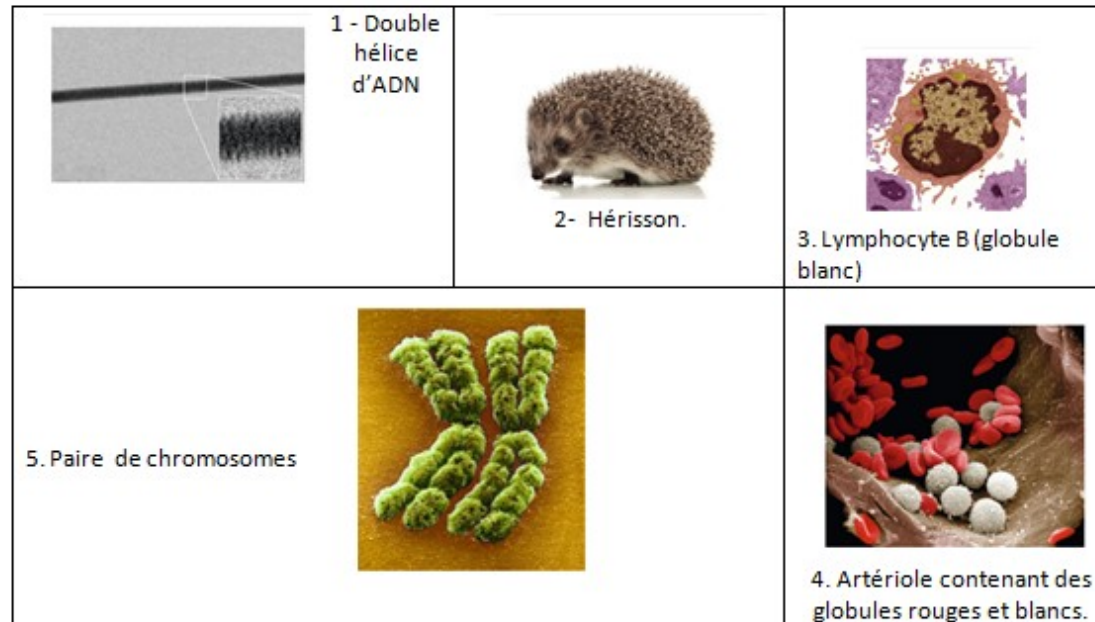 1 - Double
hélice
d’ADN
2-  Hérisson.
3. Lymphocyte B (globule
blanc)
5. Paire  de chromosomes
4. Artériole contenant des
globules rouges et blancs.